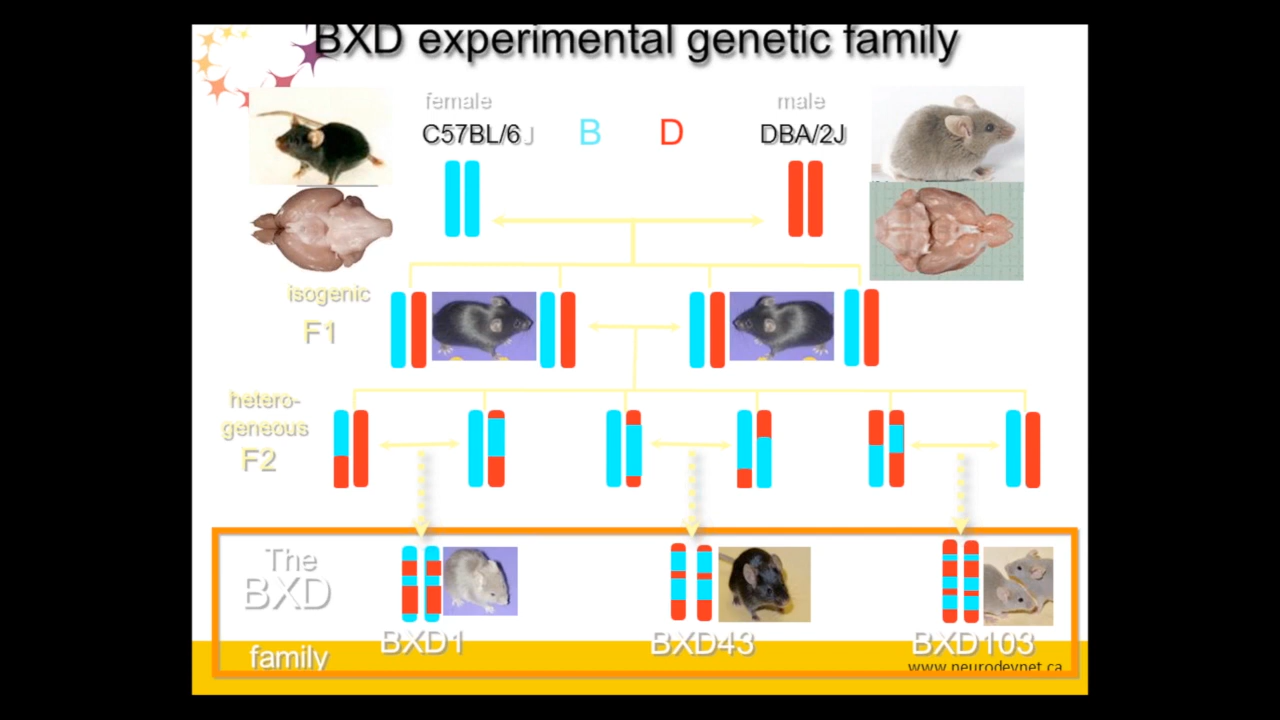 BXD experimental genetic family
female
male
C57BL/6J
B
D
DBA/2J
isogenic
F1
hetero-
geneous
F2
The
BXD
family
BXD1
BXD43
BXD103
www.neurodevnet.ca